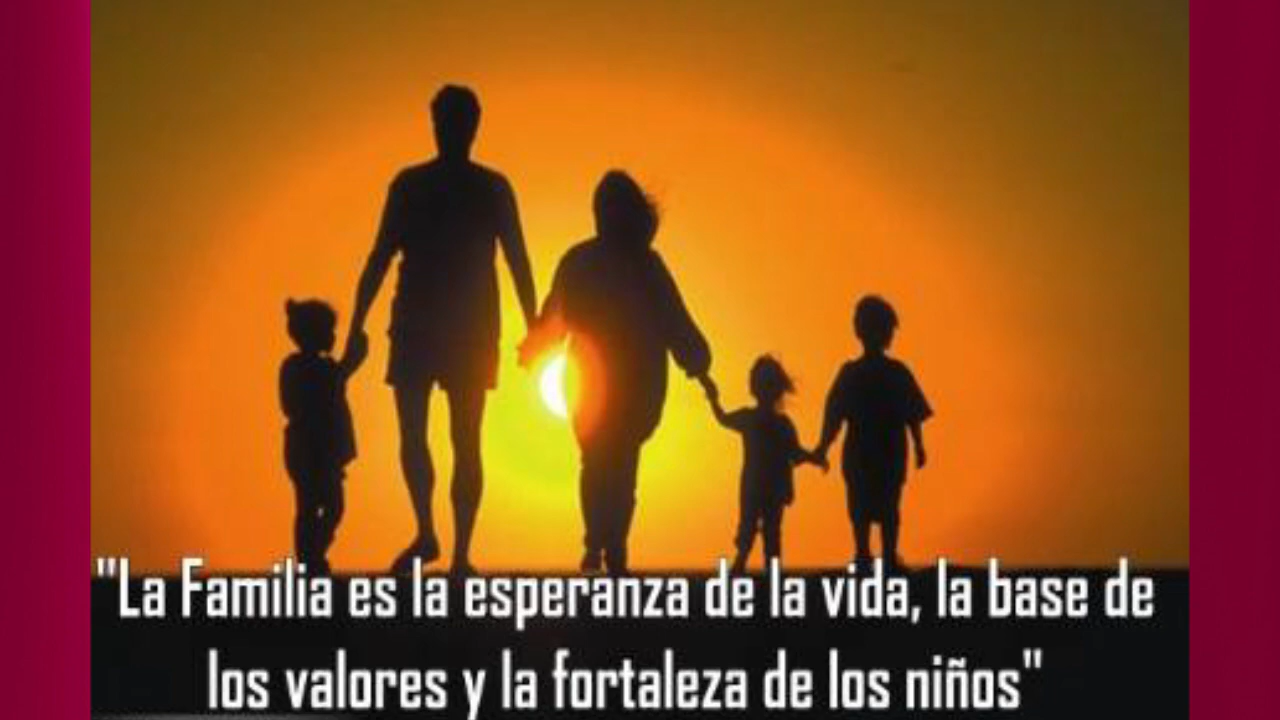 "La Familia es la esperanza de la vida, la base de
los valores y la fortaleza de los niños"